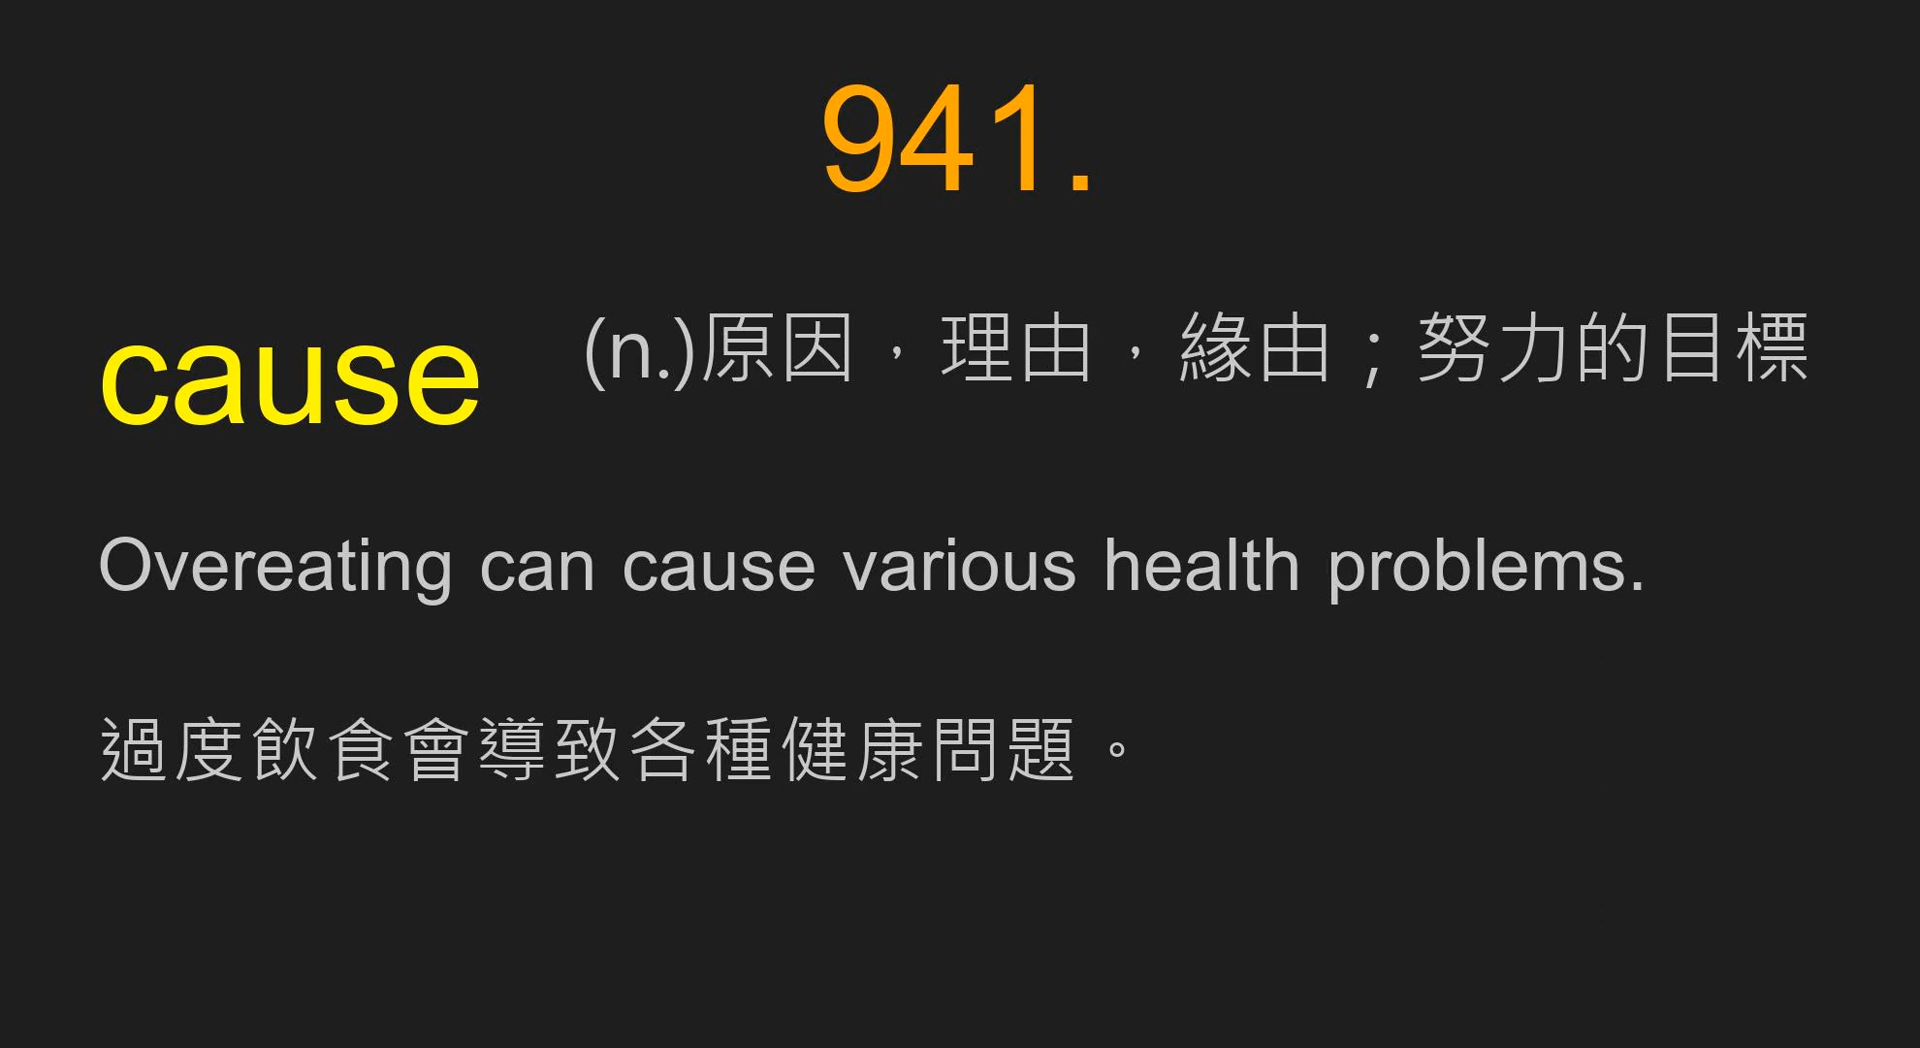 941.
cause (n.)原因，理由，緣由；努力的目標
Overeating can cause various health problems.
過度飲食會導致各種健康問題。